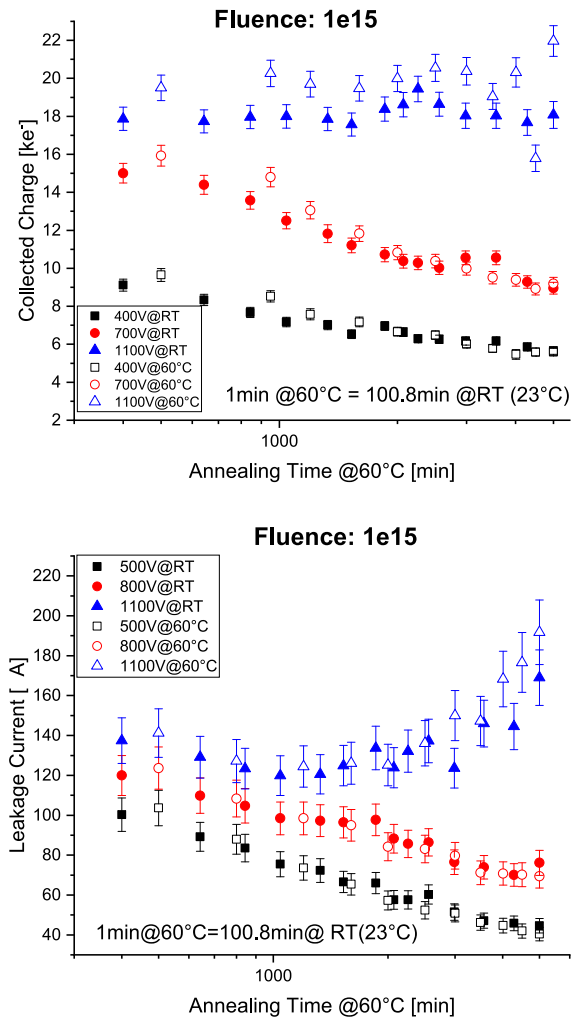 Fluence: 1e15
22
20
18
16
14
12
10
8
6
4
2
Collected Charge [ke⁻]
400V@RT
700V@RT
1100V@RT
400V@60°C
700V@60°C
1100V@60°C
1min @60°C = 100.8min @RT (23°C)
1000
Annealing Time @60°C [min]
Fluence: 1e15
220
200
180
160
140
120
100
80
60
40
Leakage Current [ A]
500V@RT
800V@RT
1100V@RT
500V@60°C
800V@60°C
1100V@60°C
1min@60°C=100.8min@ RT(23°C)
1000
Annealing Time @60°C [min]